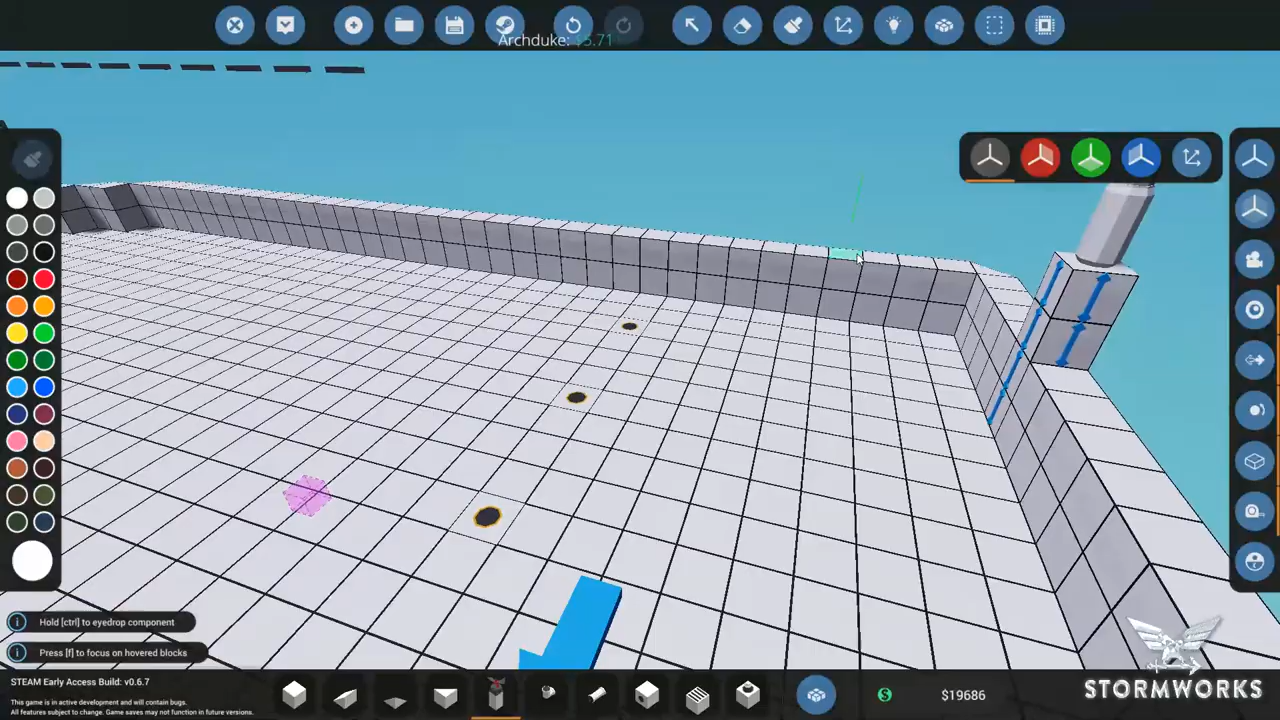 Archduke: $5.71
Hold [ctrl] to eyedrop component
Press [f] to focus on hovered blocks
STEAM Early Access Build: v0.6.7
This game is in active development and will contain bugs.
All features subject to change. Game saves may not function in future versions.
$19686
STORMWORKS